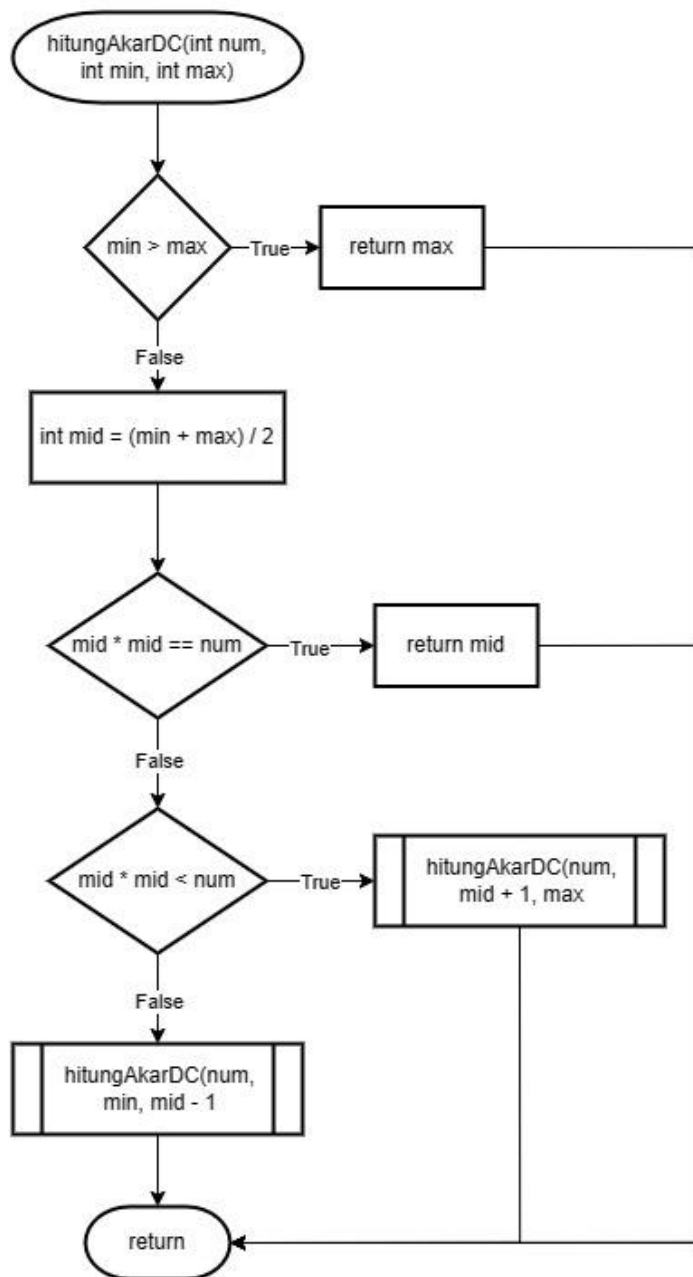 hitungAkarDC(int num,
int min, int max)
min > max
True
return max
False
int mid = (min + max) / 2
mid * mid == num
True
return mid
False
mid * mid < num
True
hitungAkarDC(num,
mid + 1, max
False
hitungAkarDC(num,
min, mid - 1
return